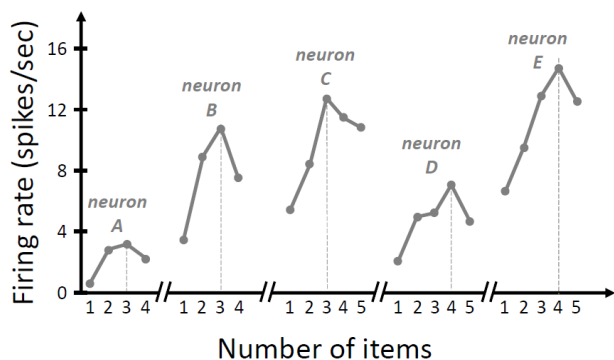 Firing rate (spikes/sec)
16
12
8
4
0
neuron
A
neuron
B
neuron
C
neuron
D
neuron
E
1 2 3 4 1 2 3 4 1 2 3 4 5 1 2 3 4 5 1 2 3 4 5
Number of items